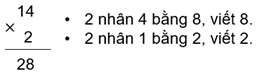 14
× 2
28
• 2 nhân 4 bằng 8, viết 8.
• 2 nhân 1 bằng 2, viết 2.